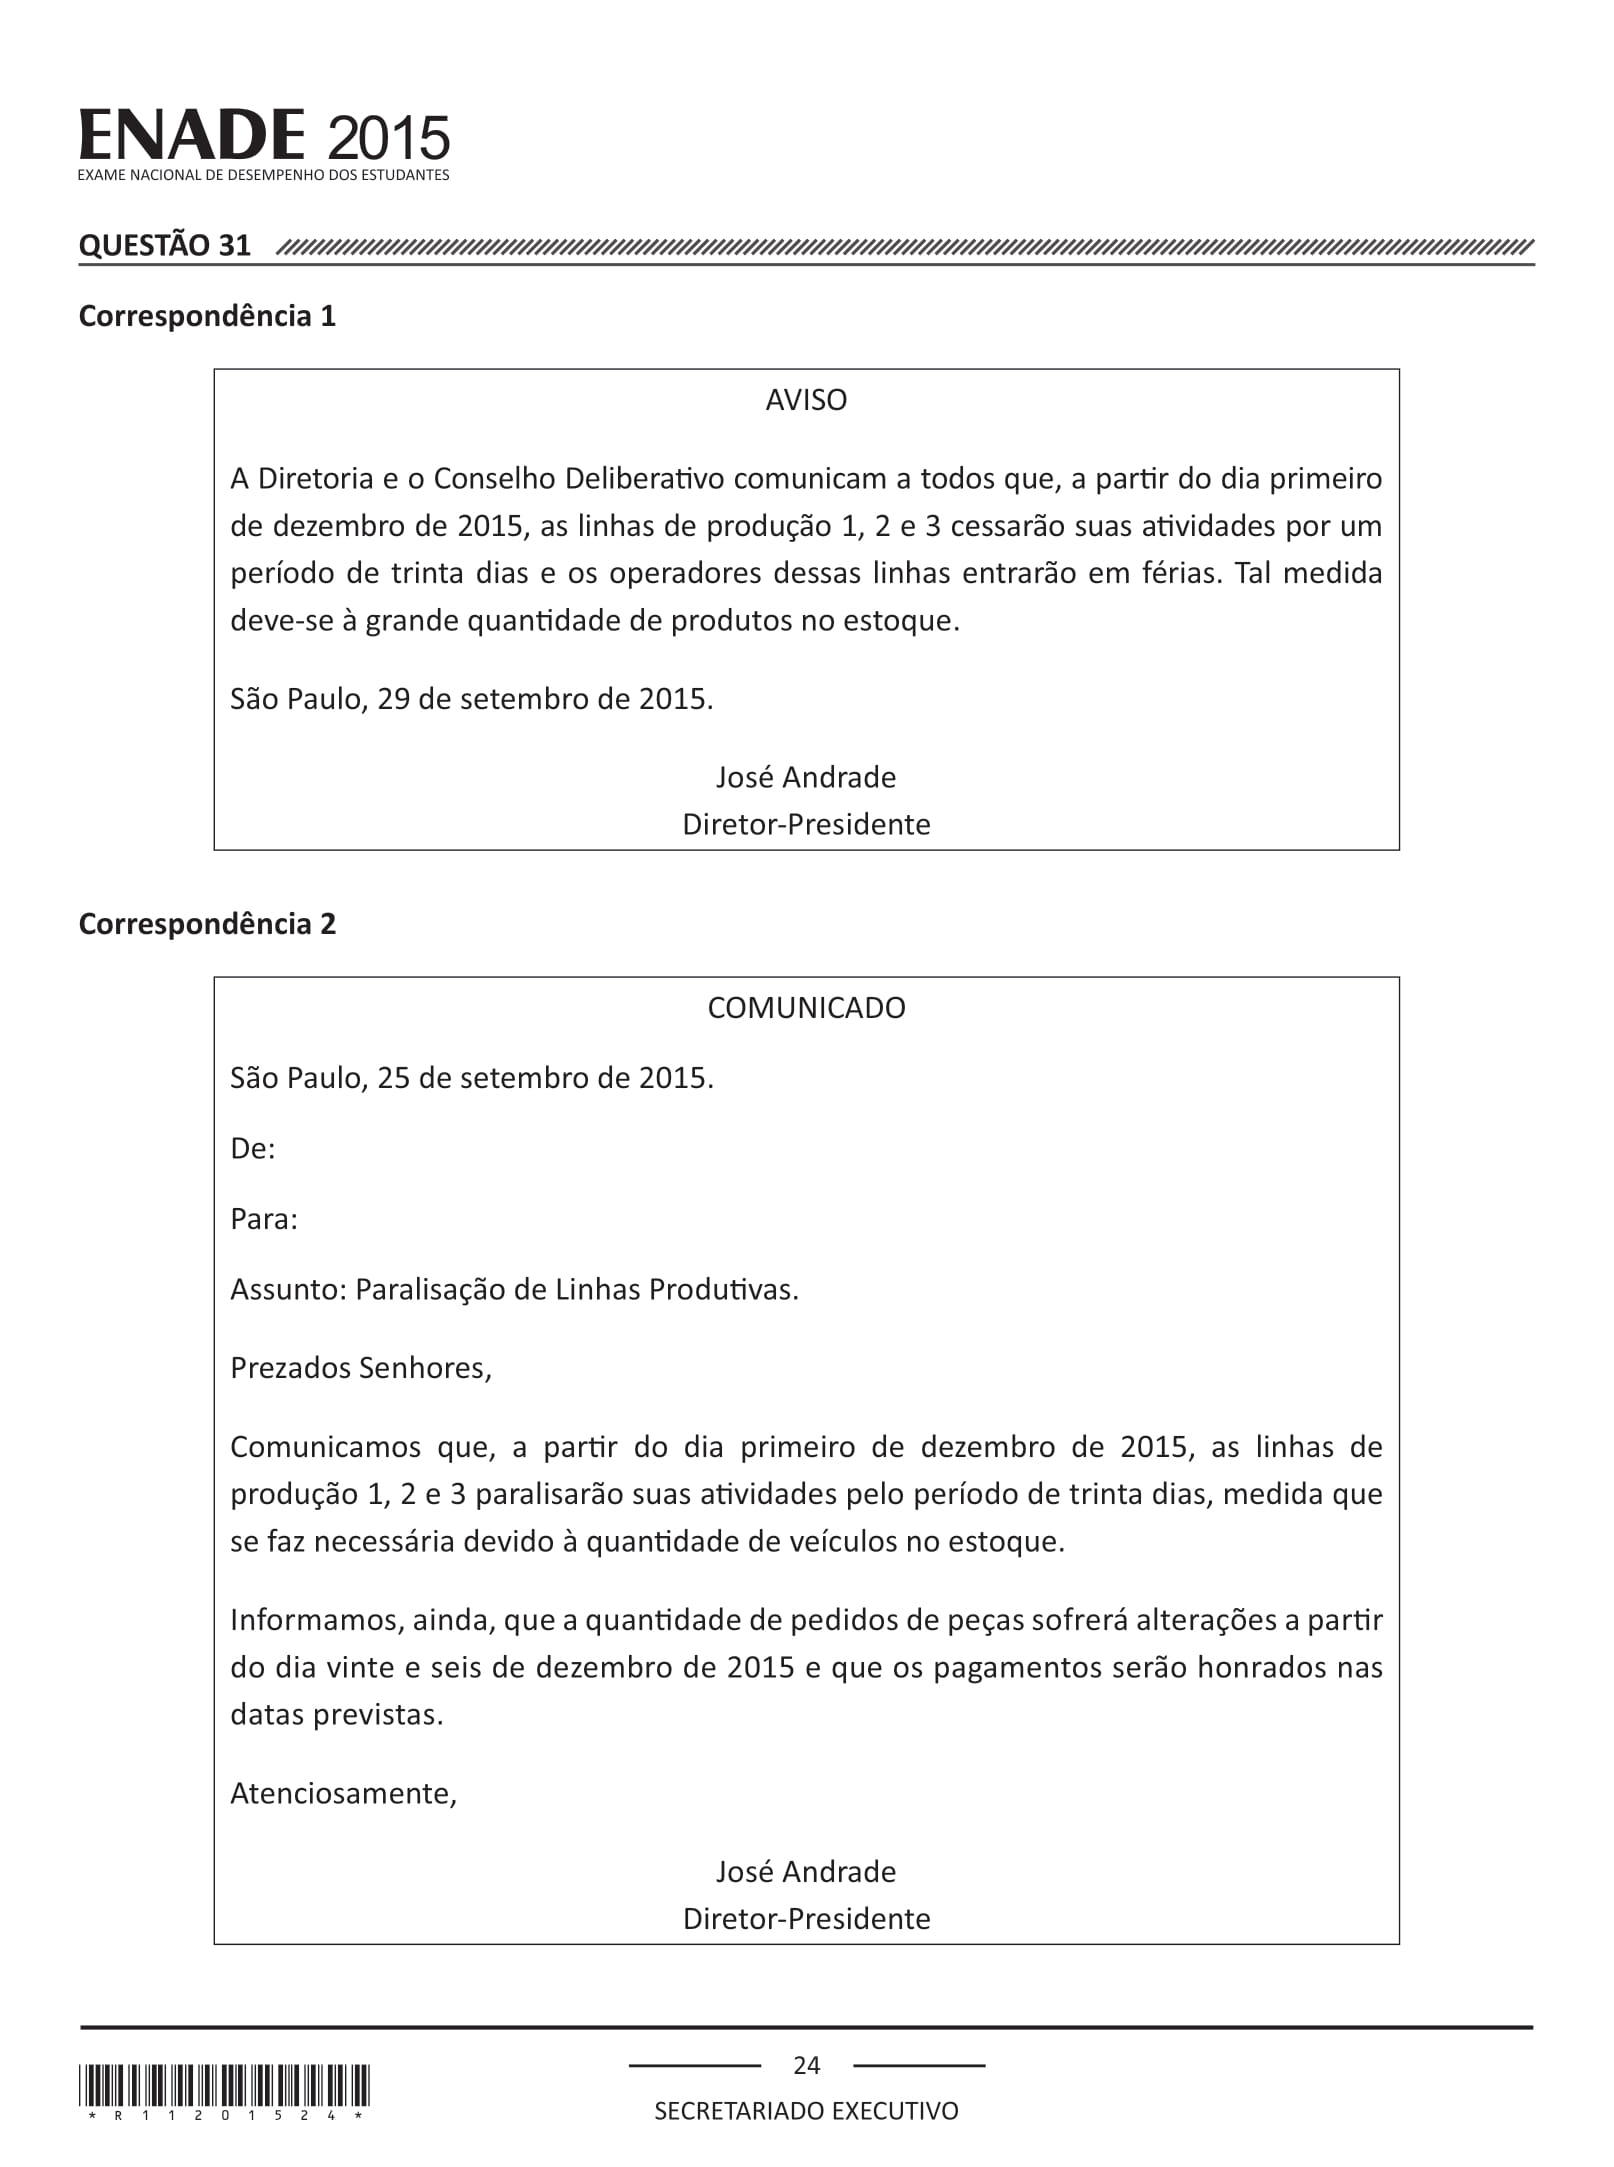 ENADE 2015
EXAME NACIONAL DE DESEMPENHO DOS ESTUDANTES
QUESTÃO 31
Correspondência 1
AVISO
A Diretoria e o Conselho Deliberativo comunicam a todos que, a partir do dia primeiro
de dezembro de 2015, as linhas de produção 1, 2 e 3 cessarão suas atividades por um
período de trinta dias e os operadores dessas linhas entrarão em férias. Tal medida
deve-se à grande quantidade de produtos no estoque.
São Paulo, 29 de setembro de 2015.
José Andrade
Diretor-Presidente
Correspondência 2
COMUNICADO
São Paulo, 25 de setembro de 2015.
De:
Para:
Assunto: Paralisação de Linhas Produtivas.
Prezados Senhores,
Comunicamos que, a partir do dia primeiro de dezembro de 2015, as linhas de
produção 1, 2 e 3 paralisarão suas atividades pelo período de trinta dias, medida que
se faz necessária devido à quantidade de veículos no estoque.
Informamos, ainda, que a quantidade de pedidos de peças sofrerá alterações a partir
do dia vinte e seis de dezembro de 2015 e que os pagamentos serão honrados nas
datas previstas.
Atenciosamente,
José Andrade
Diretor-Presidente
24
SECRETARIADO EXECUTIVO
*R11201524*